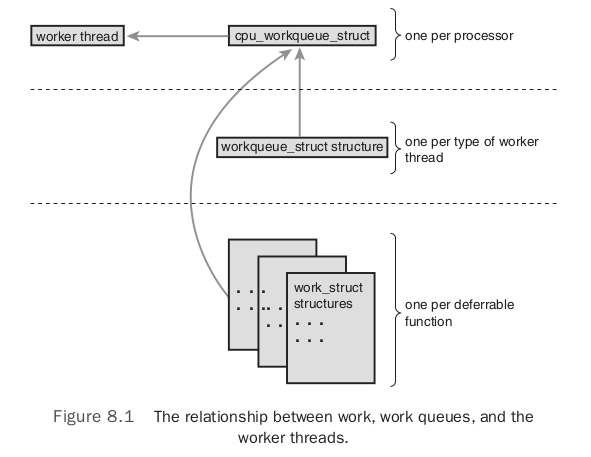 worker thread
cpu_workqueue_struct
one per processor
workqueue_struct structure
one per type of worker
thread
work_struct
structures
. . .
. . .
one per deferrable
function
Figure 8.1 The relationship between work, work queues, and the
worker threads.